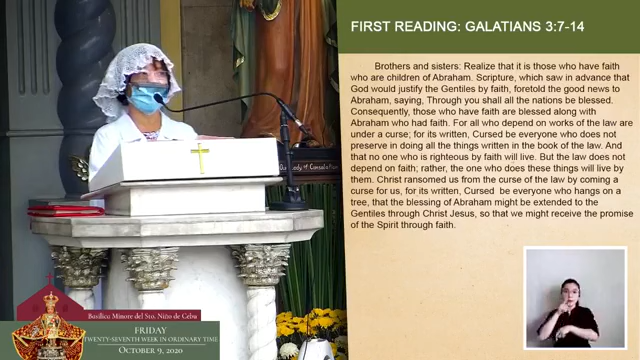 FIRST READING: GALATIANS 3:7-14
Brothers and sisters: Realize that it is those who have faith
who are children of Abraham. Scripture, which saw in advance that
God would justify the Gentiles by faith, foretold the good news to
Abraham, saying, Through you shall all the nations be blessed.
Consequently, those who have faith are blessed along with
Abraham who had faith. For all who depend on works of the law are
under a curse; for its written, Cursed be everyone who does not
preserve in doing all the things written in the book of the law. And
that no one who is righteous by faith will live. But the law does not
depend on faith; rather, the one who does these things will live by
them. Christ ransomed us from the curse of the law by coming a
curse for us, for its written, Cursed be everyone who hangs on a
tree, that the blessing of Abraham might be extended to the
Gentiles through Christ Jesus, so that we might receive the promise
of the Spirit through faith.
Custody of Consolation
Basilica Minore del Sto. Niño de Cebu
FRIDAY
TWENTY-SEVENTH WEEK IN ORDINARY TIME
OCTOBER 9, 2020